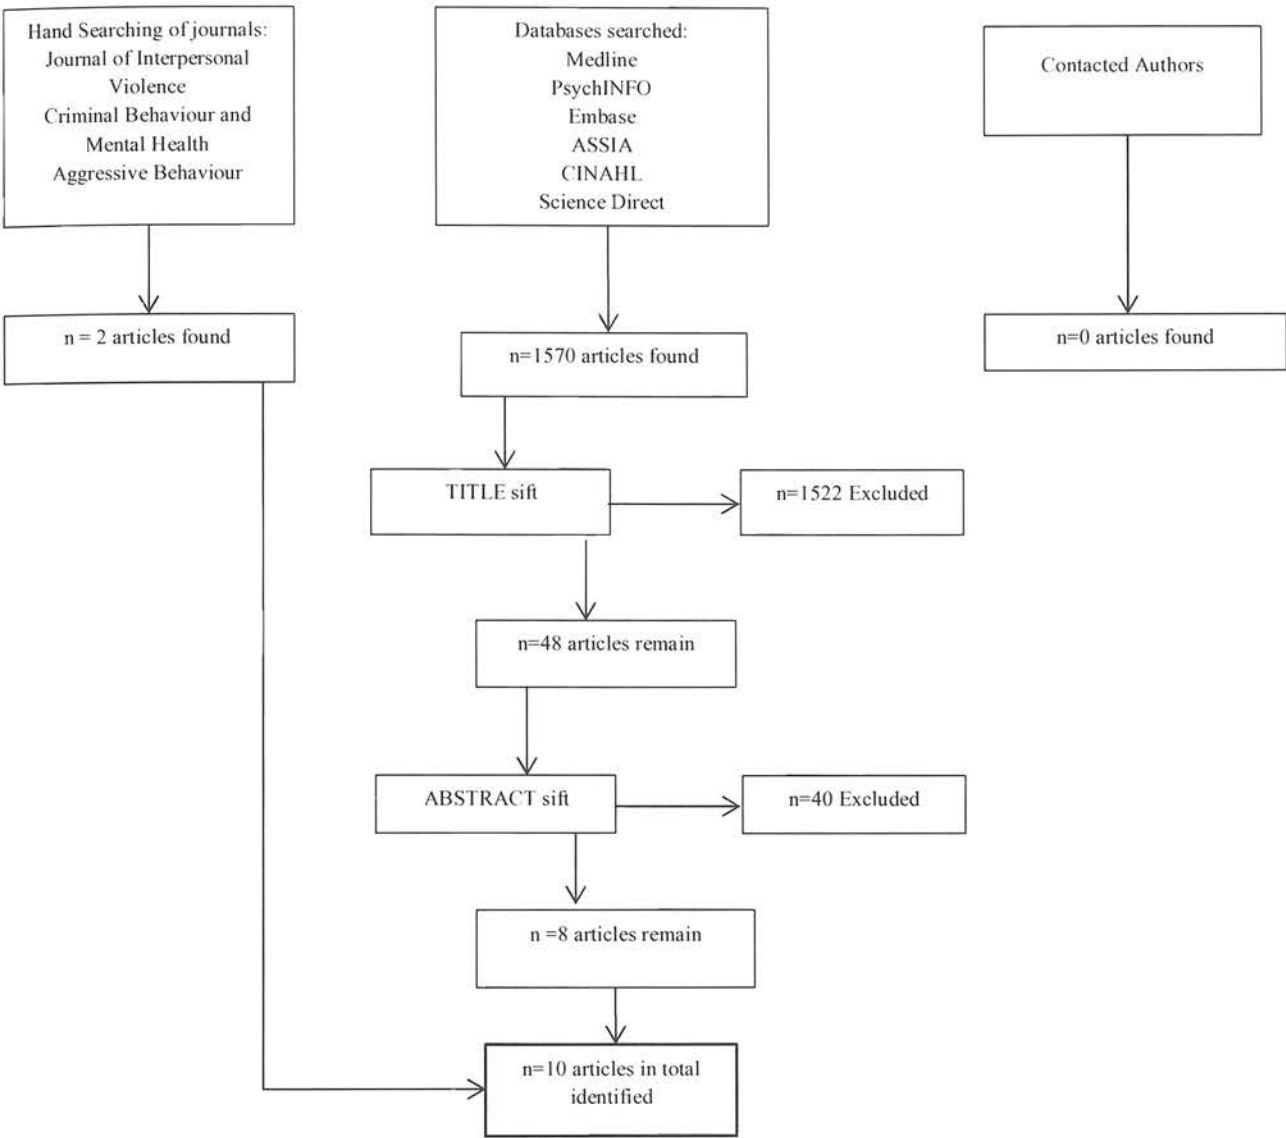 Hand Searching of journals:
Journal of Interpersonal
Violence
Criminal Behaviour and
Mental Health
Aggressive Behaviour
Databases searched:
Medline
PsychINFO
Embase
ASSIA
CINAHL
Science Direct
Contacted Authors
n = 2 articles found
n=1570 articles found
n=0 articles found
TITLE sift
n=1522 Excluded
n=48 articles remain
ABSTRACT sift
n=40 Excluded
n =8 articles remain
n=10 articles in total
identified